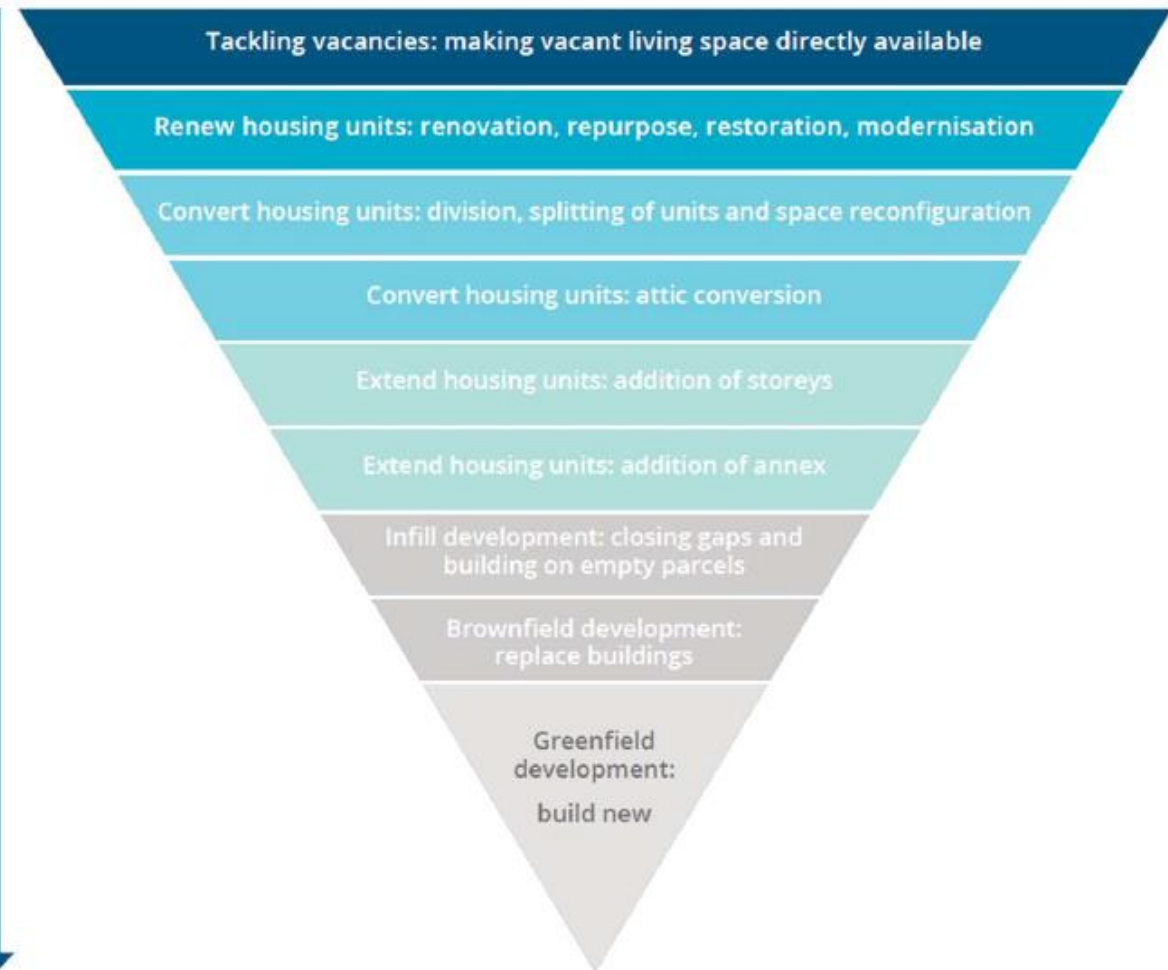 Tackling vacancies: making vacant living space directly available
Renew housing units: renovation, repurpose, restoration, modernisation
Convert housing units: division, splitting of units and space reconfiguration
Convert housing units: attic conversion
Extend housing units: addition of storeys
Extend housing units: addition of annex
Infill development: closing gaps and
building on empty parcels
Brownfield development:
replace buildings
Greenfield
development:
build new